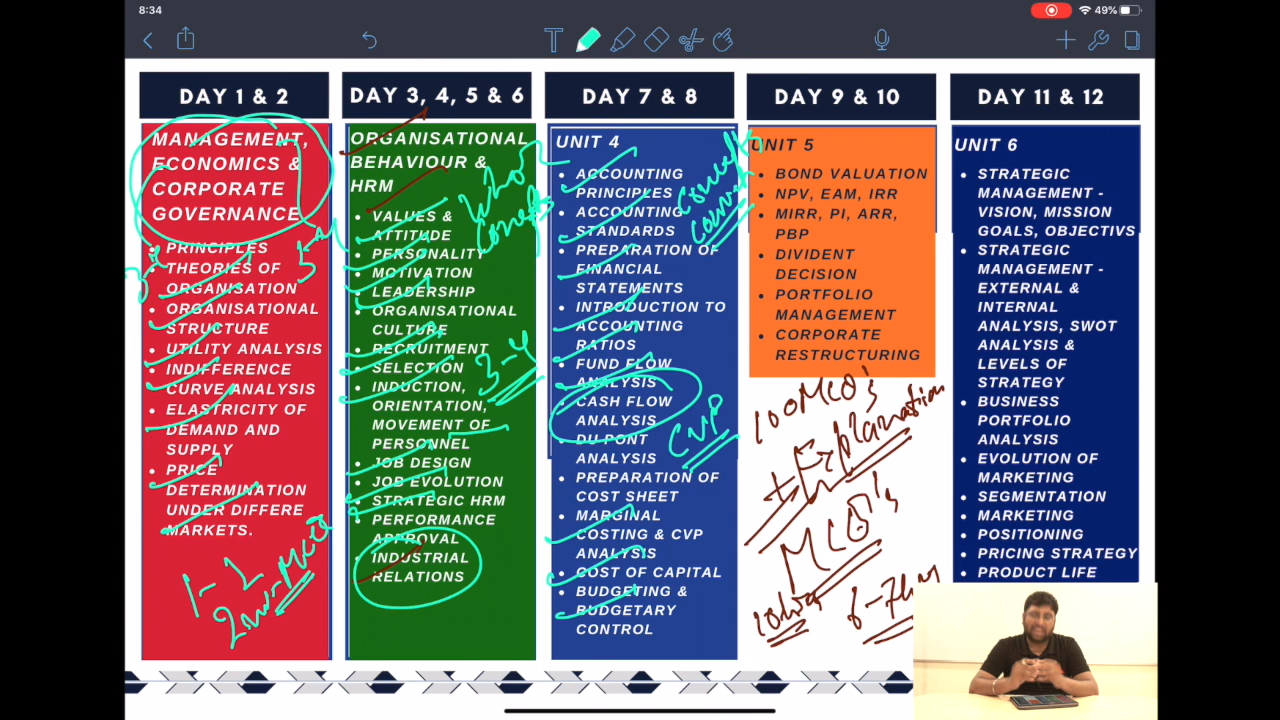 8:34
49%
T
DAY 1 & 2
MANAGEMENT,
ECONOMICS &
CORPORATE
GOVERNANCE
PRINCIPLES
THEORIES OF
ORGANISATION
ORGANISATIONAL
STRUCTURE
UTILITY ANALYSIS
INDIFFERENCE
CURVE ANALYSIS
ELASTRICITY OF
DEMAND AND
SUPPLY
PRICE
DETERMINATION
UNDER DIFFERE
MARKETS.
1-2
DAY 3, 4, 5 & 6
ORGANISATIONAL
BEHAVIOUR &
HRM
VALUES &
ATTITUDE
PERSONALITY
MOTIVATION
LEADERSHIP
ORGANISATIONAL
CULTURE
RECRUITMENT
SELECTION
INDUCTION,
ORIENTATION,
MOVEMENT OF
PERSONNEL
JOB DESIGN
JOB EVOLUTION
STRATEGIC HRM
PERFORMANCE
APPROVAL
INDUSTRIAL
RELATIONS
3-4
DAY 7 & 8
UNIT 4
ACCOUNTING
PRINCIPLES
ACCOUNTING
STANDARDS
PREPARATION OF
FINANCIAL
STATEMENTS
INTRODUCTION TO
ACCOUNTING
RATIOS
FUND FLOW
ANALYSIS
CASH FLOW
ANALYSIS
DU PONT
ANALYSIS
PREPARATION OF
COST SHEET
MARGINAL
COSTING & CVP
ANALYSIS
COST OF CAPITAL
BUDGETING &
BUDGETARY
CONTROL
CVP
DAY 9 & 10
UNIT 5
BOND VALUATION
NPV, EAM, IRR
MIRR, PI, ARR,
PBP
DIVIDENT
DECISION
PORTFOLIO
MANAGEMENT
CORPORATE
RESTRUCTURING
100 MCQ's
+ Explanation
MCQ's
DAY 11 & 12
UNIT 6
STRATEGIC
MANAGEMENT -
VISION, MISSION
GOALS, OBJECTIVS
STRATEGIC
MANAGEMENT -
EXTERNAL &
INTERNAL
ANALYSIS, SWOT
ANALYSIS &
LEVELS OF
STRATEGY
BUSINESS
PORTFOLIO
ANALYSIS
EVOLUTION OF
MARKETING
SEGMENTATION
MARKETING
POSITIONING
PRICING STRATEGY
PRODUCT LIFE